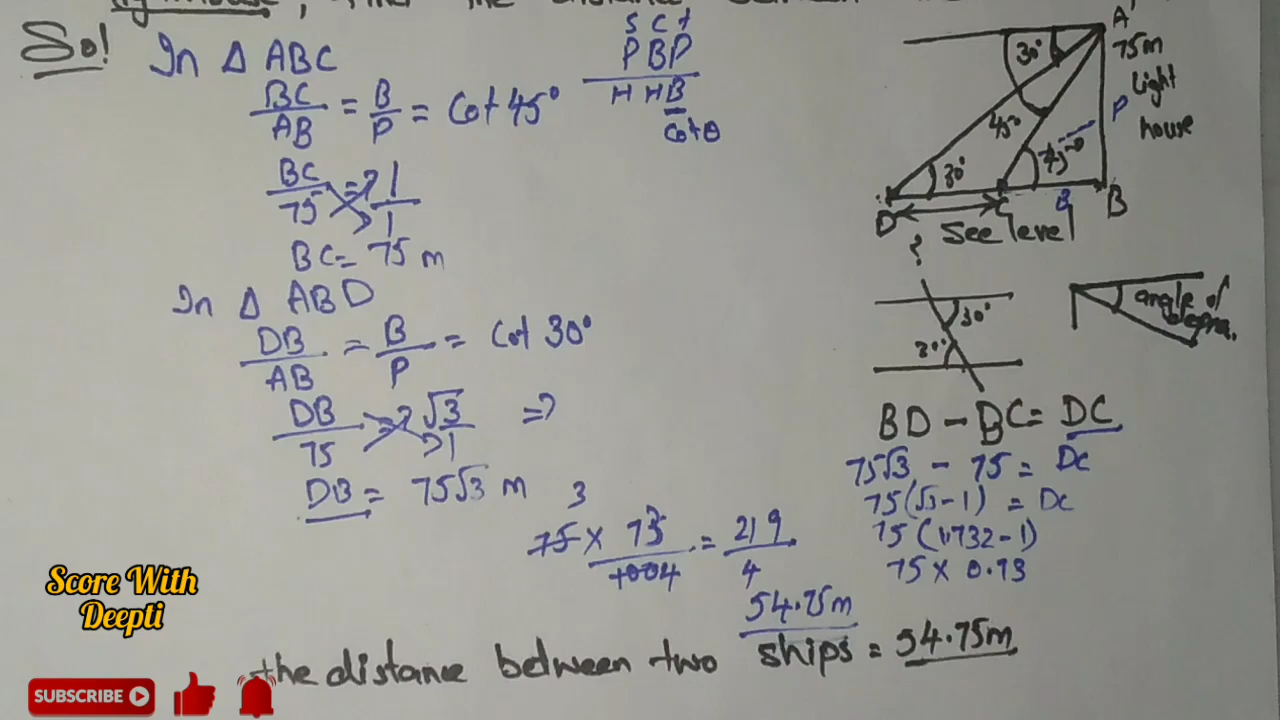 So!
In Δ ABC
BC/AB = B/P = Cot 45°
BC/75 = 1/1
BC = 75 m
In Δ ABD
DB/AB = B/P = Cot 30°
DB/75 = √3/1 ⇒
DB = 75√3 m
S C t
P B P
H H B
Cot θ
A
30°
75m
light
house
P
45°
30°
D
C
B
B
?
See level
30°
30°
angle of
BD - BC = DC
75√3 - 75 = DC
75(√3-1) = DC
75 (1.732-1)
75 × 0.73
3
75 × 73/100 4 = 219/4
54.75m
the distance between two ships = 54.75m
Score With
Deepti
SUBSCRIBE